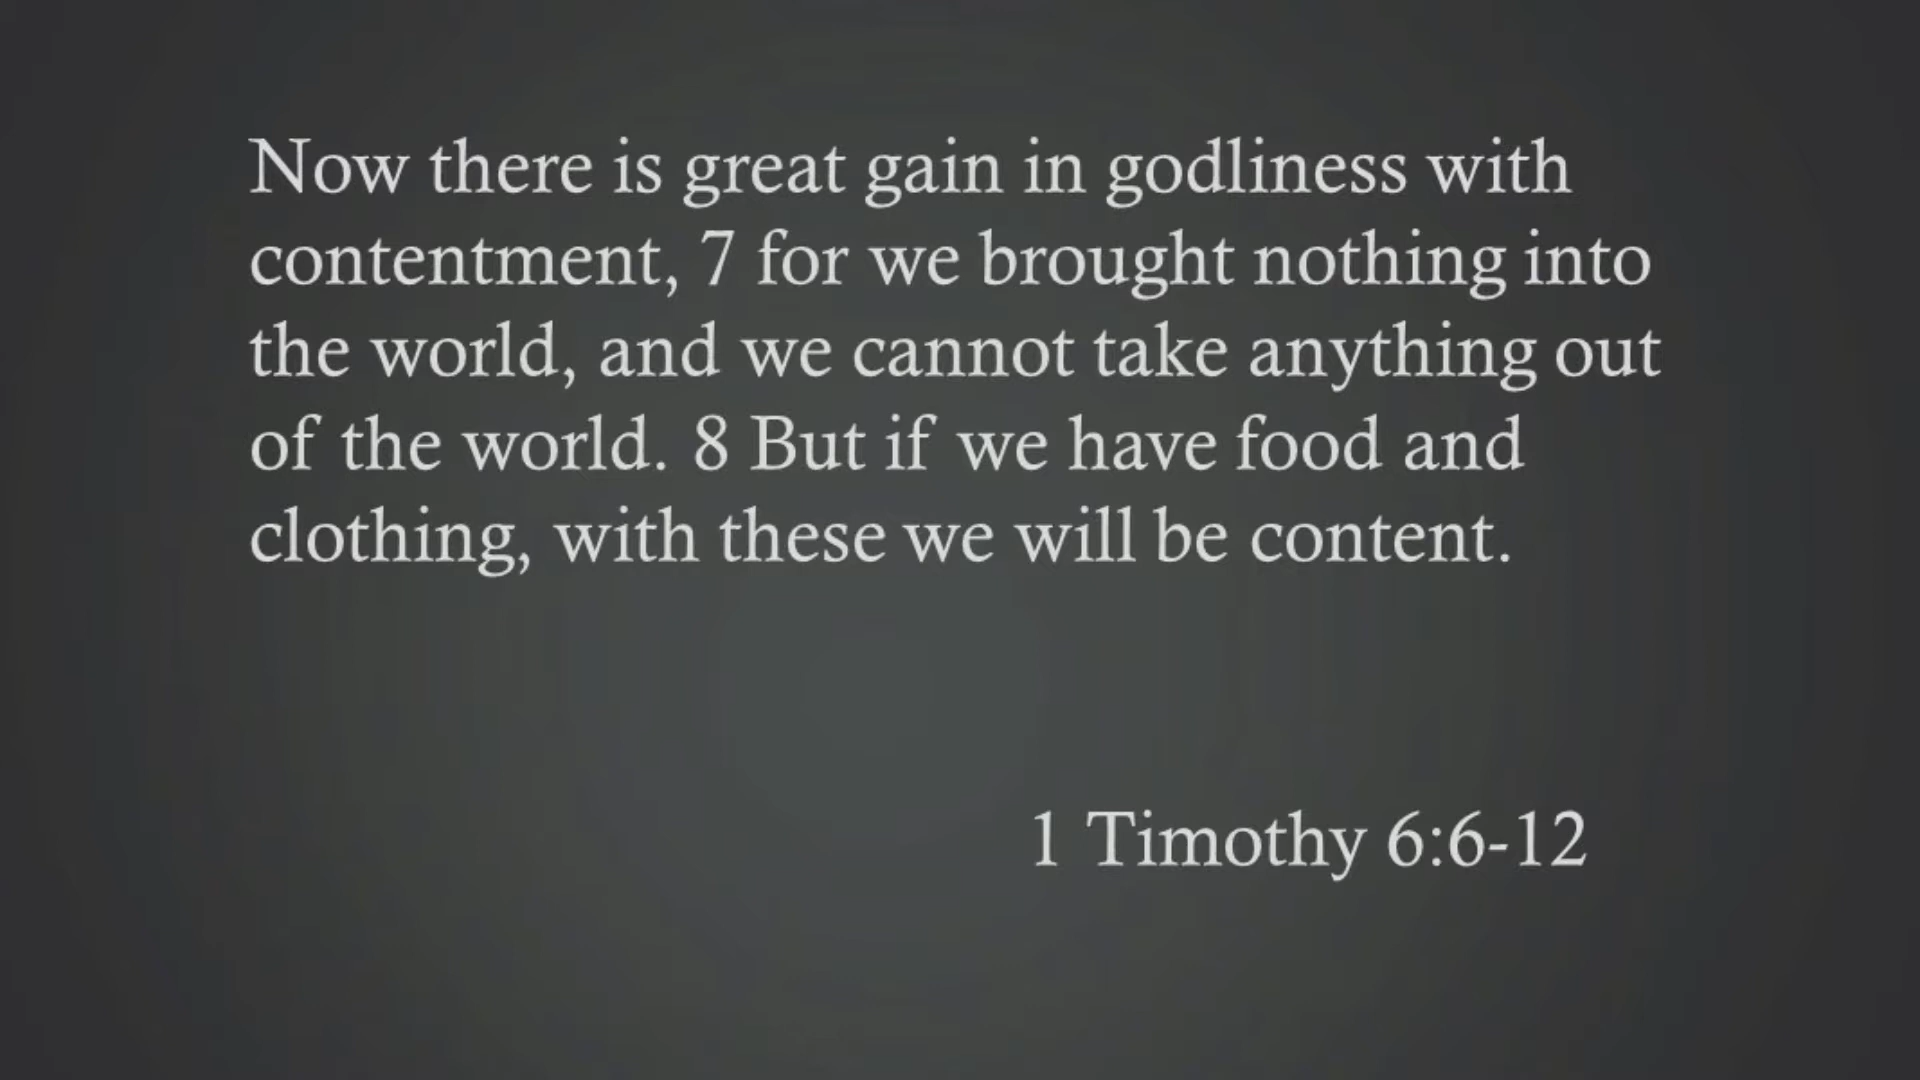 Now there is great gain in godliness with
contentment, 7 for we brought nothing into
the world, and we cannot take anything out
of the world. 8 But if we have food and
clothing, with these we will be content.
1 Timothy 6:6-12